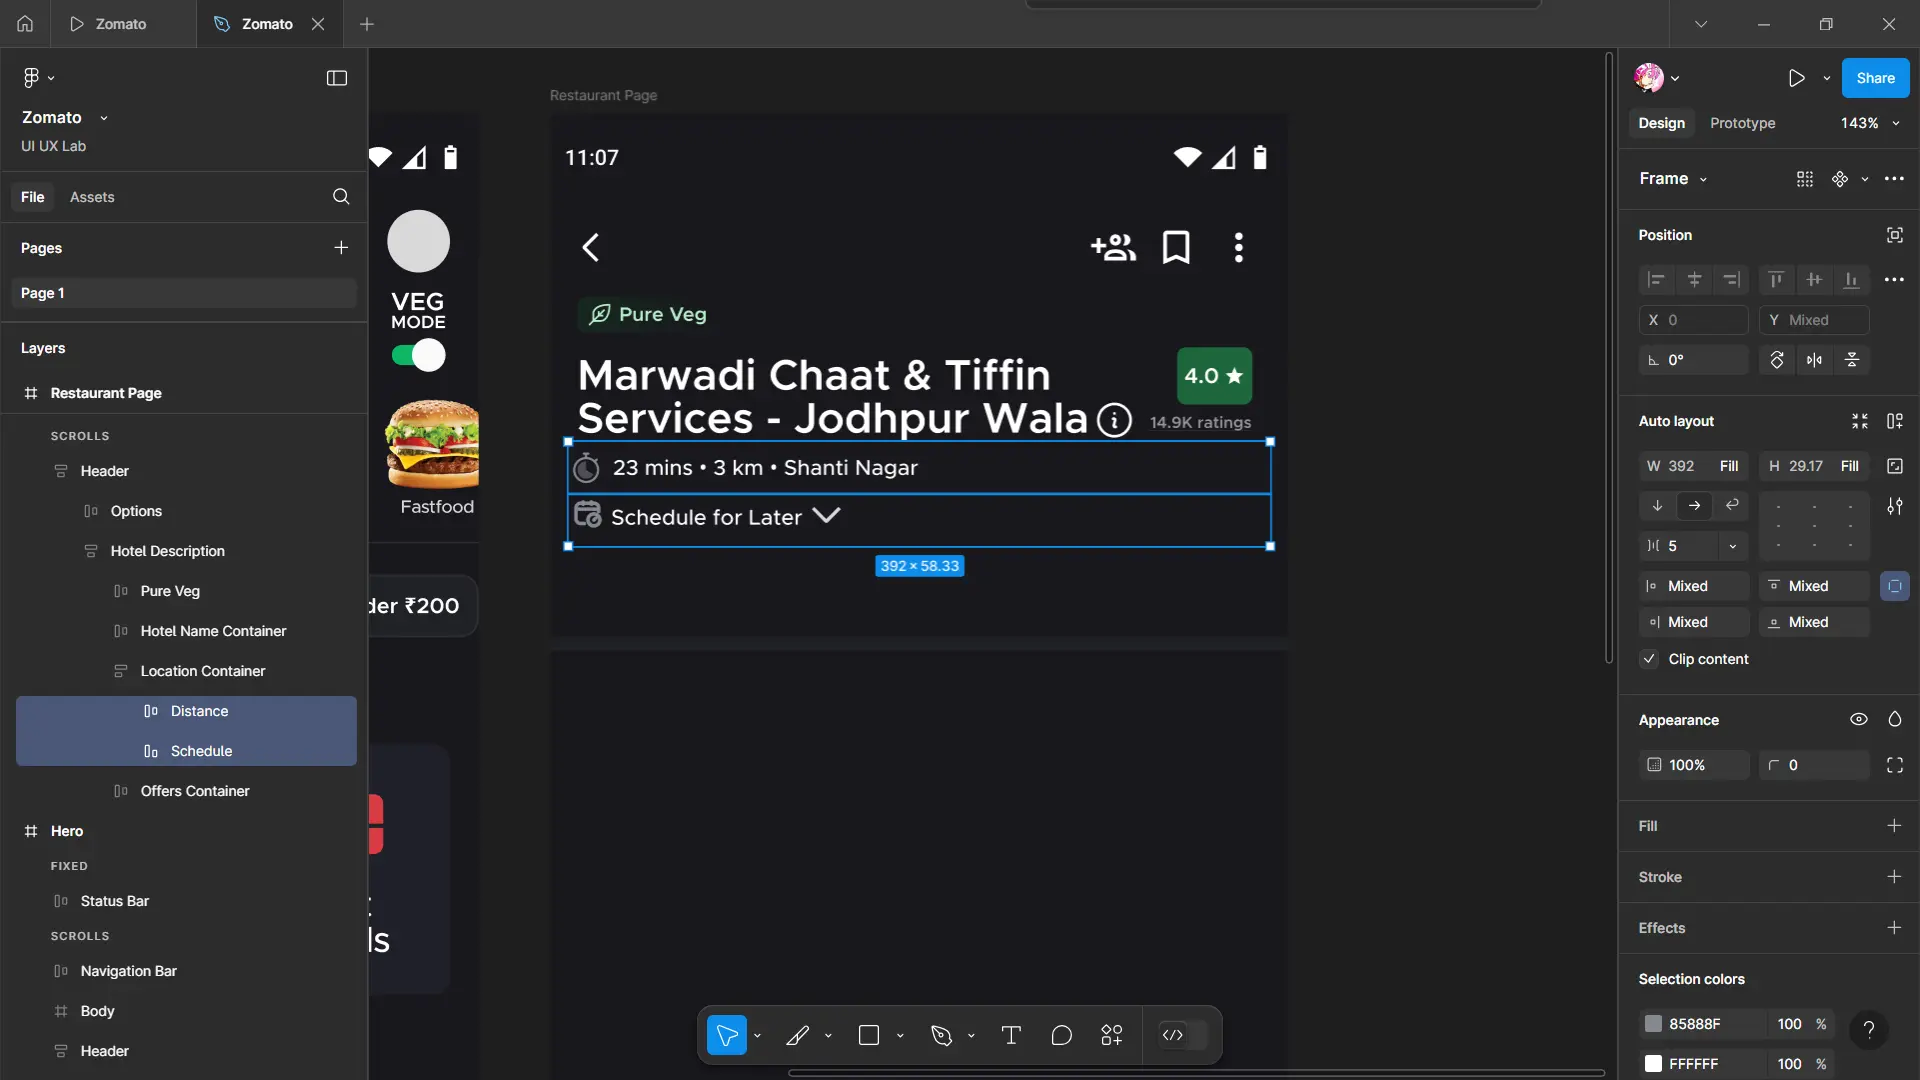 Zomato
Zomato
Zomato
UI UX Lab
File
Assets
Pages
Page 1
Layers
Restaurant Page
SCROLLS
Header
Options
Hotel Description
Pure Veg
Hotel Name Container
Location Container
Distance
Schedule
Offers Container
Hero
FIXED
Status Bar
SCROLLS
Navigation Bar
Body
Header
VEG
MODE
Fastfood
der ₹200
ls
Restaurant Page
11:07
Pure Veg
Marwadi Chaat & Tiffin
Services - Jodhpur Wala
4.0
14.9K ratings
23 mins • 3 km • Shanti Nagar
Schedule for Later
392 × 58.33
Share
Design
Prototype
143%
Frame
Position
X 0
Y Mixed
0°
Auto layout
W 392 Fill
H 29.17 Fill
5
Mixed
Mixed
Mixed
Mixed
Clip content
Appearance
100%
0
Fill
Stroke
Effects
Selection colors
85888F 100 %
?
FFFFFF 100 %